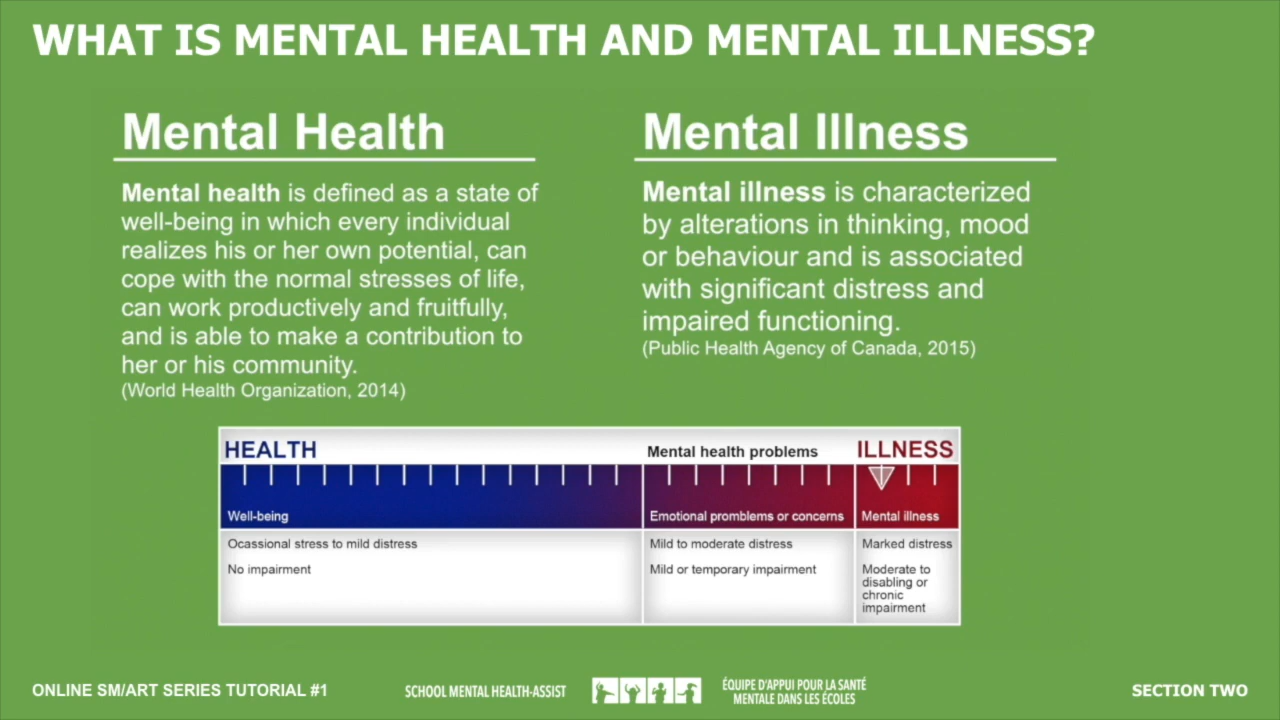 WHAT IS MENTAL HEALTH AND MENTAL ILLNESS?
Mental Health
Mental health is defined as a state of
well-being in which every individual
realizes his or her own potential, can
cope with the normal stresses of life,
can work productively and fruitfully,
and is able to make a contribution to
her or his community.
(World Health Organization, 2014)
Mental Illness
Mental illness is characterized
by alterations in thinking, mood
or behaviour and is associated
with significant distress and
impaired functioning.
(Public Health Agency of Canada, 2015)
HEALTH
Mental health problems
ILLNESS
Well-being
Emotional promblems or concerns
Mental illness
Ocassional stress to mild distress
No impairment
Mild to moderate distress
Mild or temporary impairment
Marked distress
Moderate to
disabling or
chronic
impairment
ONLINE SM/ART SERIES TUTORIAL #1
SCHOOL MENTAL HEALTH-ASSIST
ÉQUIPE D'APPUI POUR LA SANTÉ
MENTALE DANS LES ÉCOLES
SECTION TWO